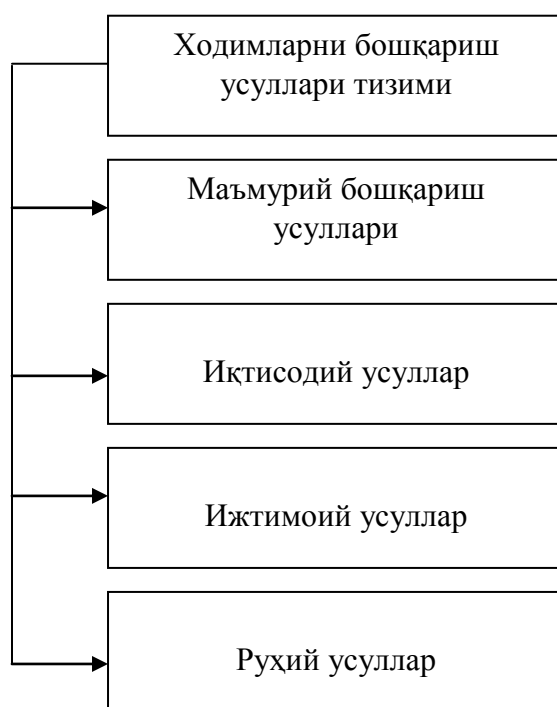 Ходимларни бошқариш
усуллари тизими
Маъмурий бошқариш
усуллари
Иқтисодий усуллар
Ижтимоий усуллар
Руҳий усуллар